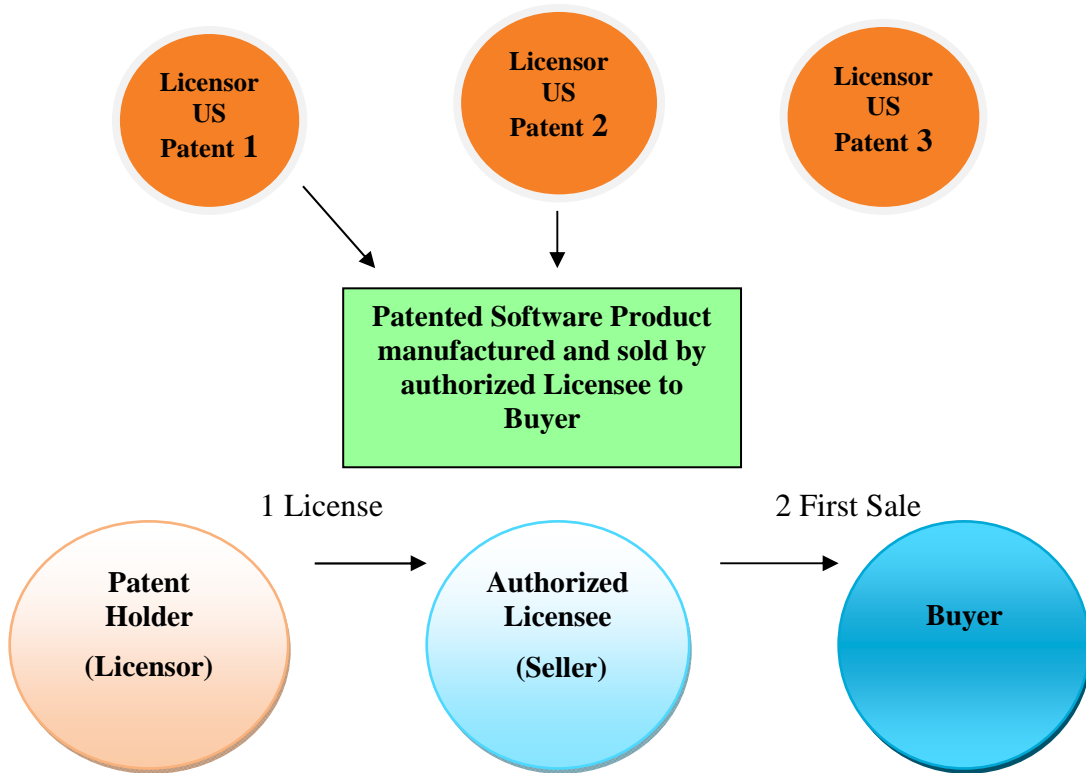 Licensor
US
Patent 1
Licensor
US
Patent 2
Licensor
US
Patent 3
Patented Software Product
manufactured and sold by
authorized Licensee to
Buyer
1 License
2 First Sale
Patent
Holder
(Licensor)
Authorized
Licensee
(Seller)
Buyer